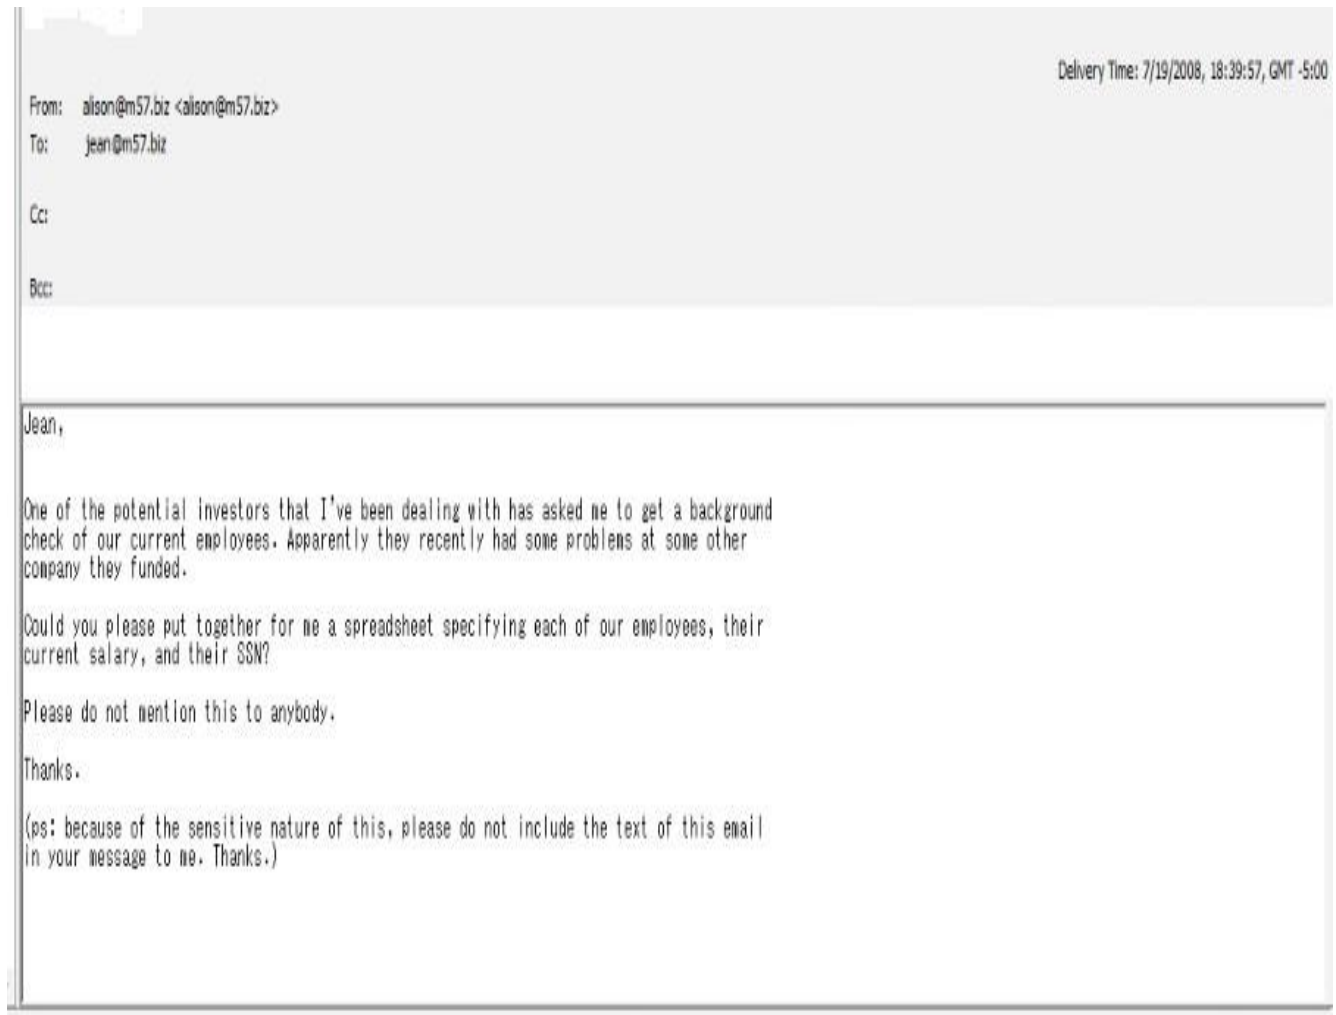 Delivery Time: 7/19/2008, 18:39:57, GMT -5:00
From: alison@m57.biz <alison@m57.biz>
To: jean@m57.biz
Cc:
Bcc:
Jean,
One of the potential investors that I've been dealing with has asked me to get a background
check of our current employees. Apparently they recently had some problems at some other
company they funded.
Could you please put together for me a spreadsheet specifying each of our employees, their
current salary, and their SSN?
Please do not mention this to anybody.
Thanks.
(ps: because of the sensitive nature of this, please do not include the text of this email
in your message to me. Thanks.)